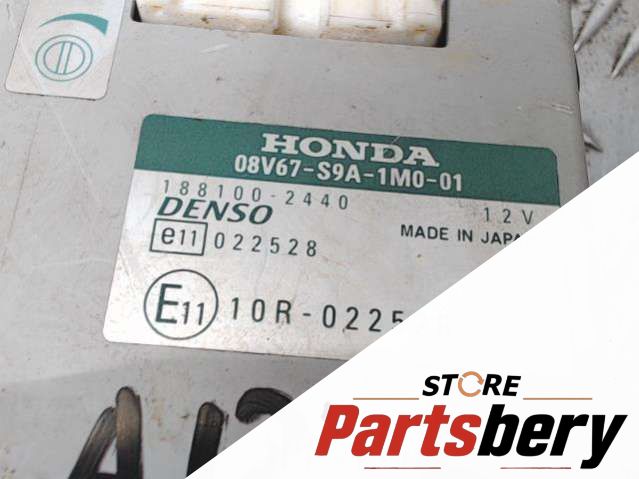 HONDA
08V67-S9A-1M0-01
188100-2440
12V
DENSO
MADE IN JAPA
e11 022528
E11 10R-0225
STORE
Partsbery